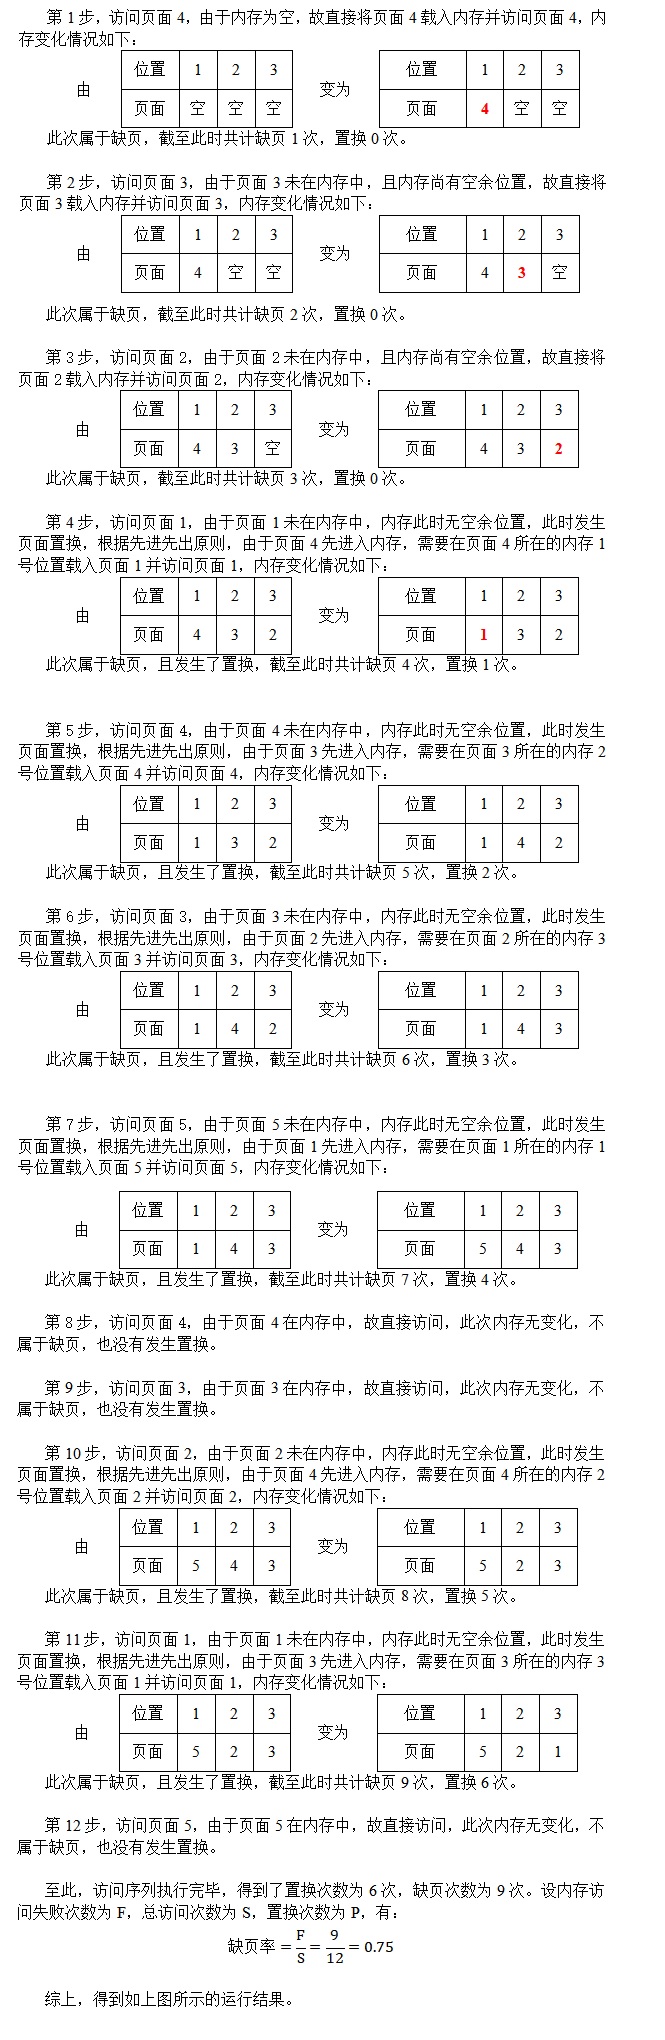 第 1 步，访问页面 4，由于内存为空，故直接将页面 4 载入内存并访问页面 4，内
存变化情况如下：
由 位置 1 2 3 变为 位置 1 2 3
页面 空 空 空 页面 4 空 空
此次属于缺页，截至此时共计缺页 1 次，置换 0 次。
第 2 步，访问页面 3，由于页面 3 未在内存中，且内存尚有空余位置，故直接将
页面 3 载入内存并访问页面 3，内存变化情况如下：
由 位置 1 2 3 变为 位置 1 2 3
页面 4 空 空 页面 4 3 空
此次属于缺页，截至此时共计缺页 2 次，置换 0 次。
第 3 步，访问页面 2，由于页面 2 未在内存中，且内存尚有空余位置，故直接将
页面 2 载入内存并访问页面 2，内存变化情况如下：
由 位置 1 2 3 变为 位置 1 2 3
页面 4 3 空 页面 4 3 2
此次属于缺页，截至此时共计缺页 3 次，置换 0 次。
第 4 步，访问页面 1，由于页面 1 未在内存中，内存此时无空余位置，此时发生
页面置换，根据先进先出原则，由于页面 4 先进入内存，需要在页面 4 所在的内存 1
号位置载入页面 1 并访问页面 1，内存变化情况如下：
由 位置 1 2 3 变为 位置 1 2 3
页面 4 3 2 页面 1 3 2
此次属于缺页，且发生了置换，截至此时共计缺页 4 次，置换 1 次。
第 5 步，访问页面 4，由于页面 4 未在内存中，内存此时无空余位置，此时发生
页面置换，根据先进先出原则，由于页面 3 先进入内存，需要在页面 3 所在的内存 2
号位置载入页面 4 并访问页面 4，内存变化情况如下：
由 位置 1 2 3 变为 位置 1 2 3
页面 1 3 2 页面 1 4 2
此次属于缺页，且发生了置换，截至此时共计缺页 5 次，置换 2 次。
第 6 步，访问页面 3，由于页面 3 未在内存中，内存此时无空余位置，此时发生
页面置换，根据先进先出原则，由于页面 2 先进入内存，需要在页面 2 所在的内存 3
号位置载入页面 3 并访问页面 3，内存变化情况如下：
由 位置 1 2 3 变为 位置 1 2 3
页面 1 4 2 页面 1 4 3
此次属于缺页，且发生了置换，截至此时共计缺页 6 次，置换 3 次。
第 7 步，访问页面 5，由于页面 5 未在内存中，内存此时无空余位置，此时发生
页面置换，根据先进先出原则，由于页面 1 先进入内存，需要在页面 1 所在的内存 1
号位置载入页面 5 并访问页面 5，内存变化情况如下：
由 位置 1 2 3 变为 位置 1 2 3
页面 1 4 3 页面 5 4 3
此次属于缺页，且发生了置换，截至此时共计缺页 7 次，置换 4 次。
第 8 步，访问页面 4，由于页面 4 在内存中，故直接访问，此次内存无变化，不
属于缺页，也没有发生置换。
第 9 步，访问页面 3，由于页面 3 在内存中，故直接访问，此次内存无变化，不
属于缺页，也没有发生置换。
第 10 步，访问页面 2，由于页面 2 未在内存中，内存此时无空余位置，此时发生
页面置换，根据先进先出原则，由于页面 4 先进入内存，需要在页面 4 所在的内存 2
号位置载入页面 2 并访问页面 2，内存变化情况如下：
由 位置 1 2 3 变为 位置 1 2 3
页面 5 4 3 页面 5 2 3
此次属于缺页，且发生了置换，截至此时共计缺页 8 次，置换 5 次。
第 11 步，访问页面 1，由于页面 1 未在内存中，内存此时无空余位置，此时发生
页面置换，根据先进先出原则，由于页面 3 先进入内存，需要在页面 3 所在的内存 3
号位置载入页面 1 并访问页面 1，内存变化情况如下：
由 位置 1 2 3 变为 位置 1 2 3
页面 5 2 3 页面 5 2 1
此次属于缺页，且发生了置换，截至此时共计缺页 9 次，置换 6 次。
第 12 步，访问页面 5，由于页面 5 在内存中，故直接访问，此次内存无变化，不
属于缺页，也没有发生置换。
至此，访问序列执行完毕，得到了置换次数为 6 次，缺页次数为 9 次。设内存访
问失败次数为 F，总访问次数为 S，置换次数为 P，有：
缺页率 = F/S = 9/12 = 0.75
综上，得到如上图所示的运行结果。